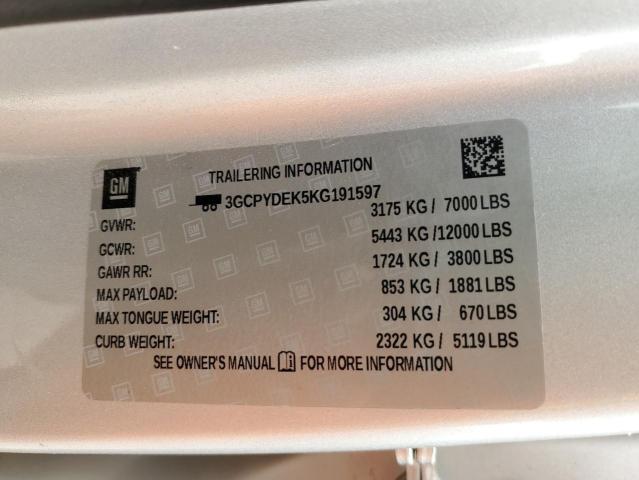 GM
TRAILERING INFORMATION
3GCPYDEK5KG191597
GVWR: 3175 KG / 7000 LBS
GCWR: 5443 KG /12000 LBS
GAWR RR: 1724 KG / 3800 LBS
MAX PAYLOAD: 853 KG / 1881 LBS
MAX TONGUE WEIGHT: 304 KG / 670 LBS
CURB WEIGHT: 2322 KG / 5119 LBS
SEE OWNER'S MANUAL FOR MORE INFORMATION